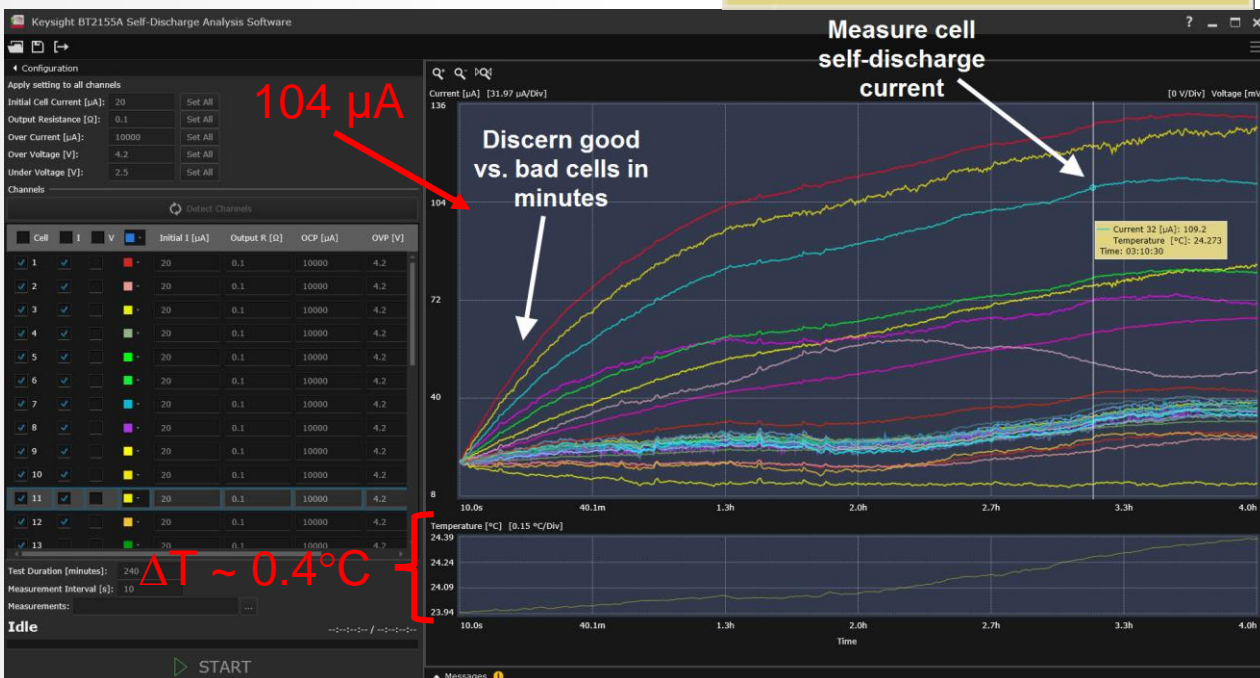 Keysight BT2155A Self-Discharge Analysis Software
?
Configuration
Apply setting to all channels
Initial Cell Current [µA]: 20 Set All
Output Resistance [Ω]: 0.1 Set All
Over Current [µA]: 10000 Set All
Over Voltage [V]: 4.2 Set All
Under Voltage [V]: 2.5 Set All
Channels
Detect Channels
Cell I V Initial I [µA] Output R [Ω] OCP [µA] OVP [V]
1 20 0.1 10000 4.2
2 20 0.1 10000 4.2
3 20 0.1 10000 4.2
4 20 0.1 10000 4.2
5 20 0.1 10000 4.2
6 20 0.1 10000 4.2
7 20 0.1 10000 4.2
8 20 0.1 10000 4.2
9 20 0.1 10000 4.2
10 20 0.1 10000 4.2
11 20 0.1 10000 4.2
12 20 0.1 10000 4.2
13 20 0.1 10000 4.2
Test Duration [minutes]: 240
Measurement Interval [s]: 10
Measurements: ...
Idle
--:--:--:-- / --:--:--:--
START
104 µA
ΔT ~ 0.4°C
Measure cell
self-discharge
current
Discern good
vs. bad cells in
minutes
Current [µA] [31.97 µA/Div]
[0 V/Div] Voltage [mV
136
104
72
40
8
Current 32 [µA]: 109.2
Temperature [°C]: 24.273
Time: 03:10:30
10.0s 40.1m 1.3h 2.0h 2.7h 3.3h 4.0h
Temperature [°C] [0.15 °C/Div]
24.39
24.24
24.09
23.94
10.0s 40.1m 1.3h 2.0h 2.7h 3.3h 4.0h
Time
Messages